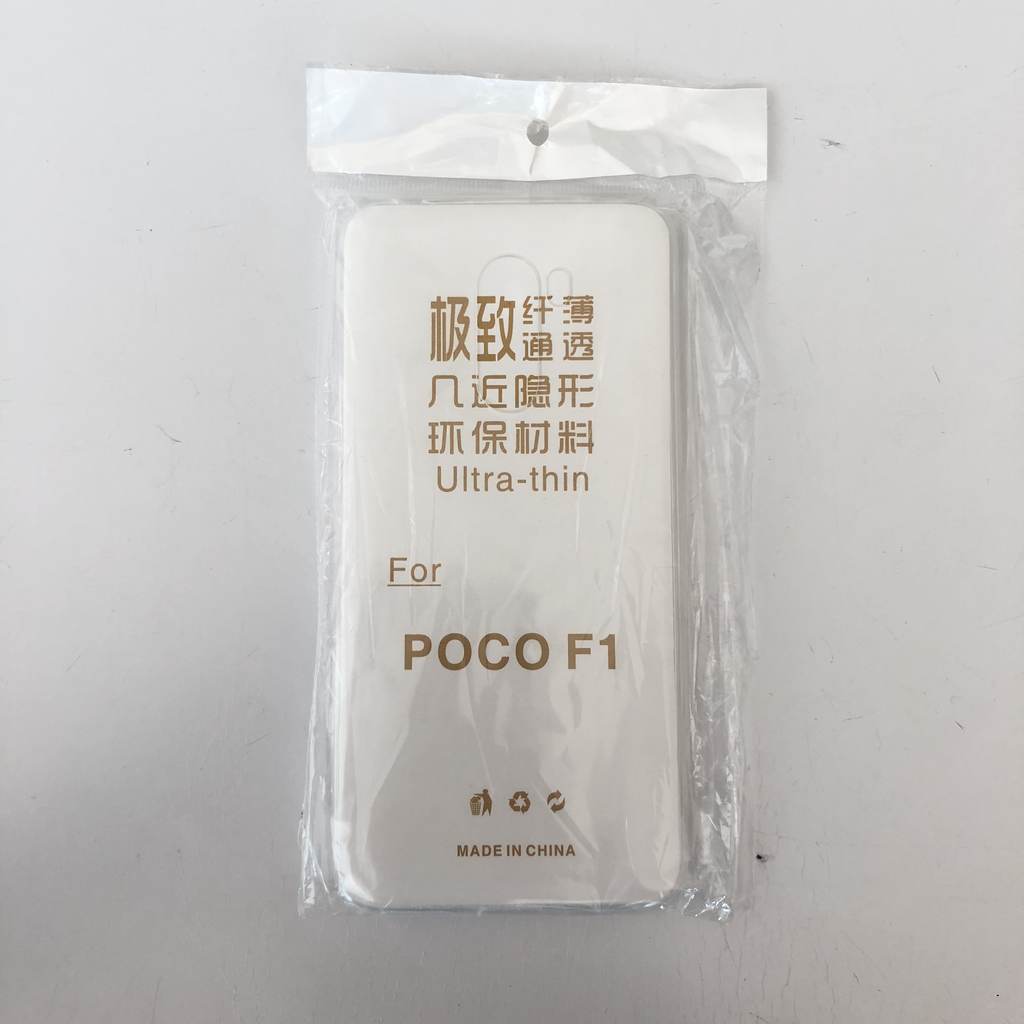 极致纤薄
通透
几近隐形
环保材料
Ultra-thin
For
POCO F1
MADE IN CHINA